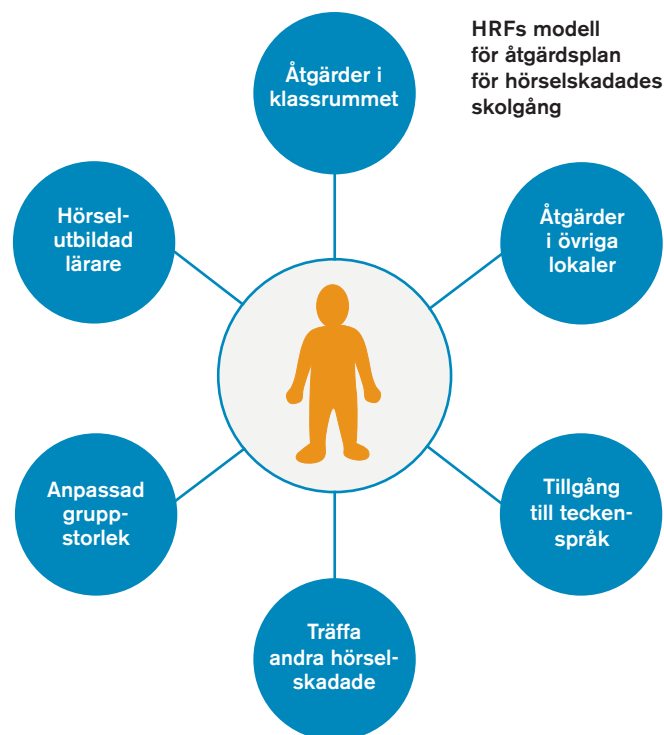 HRFs modell
för åtgärdsplan
för hörselskadades
skolgång
Åtgärder i
klassrummet
Hörsel-
utbildad
lärare
Åtgärder
i övriga
lokaler
Anpassad
grupp-
storlek
Tillgång
till tecken-
språk
Träffa
andra hörsel-
skadade